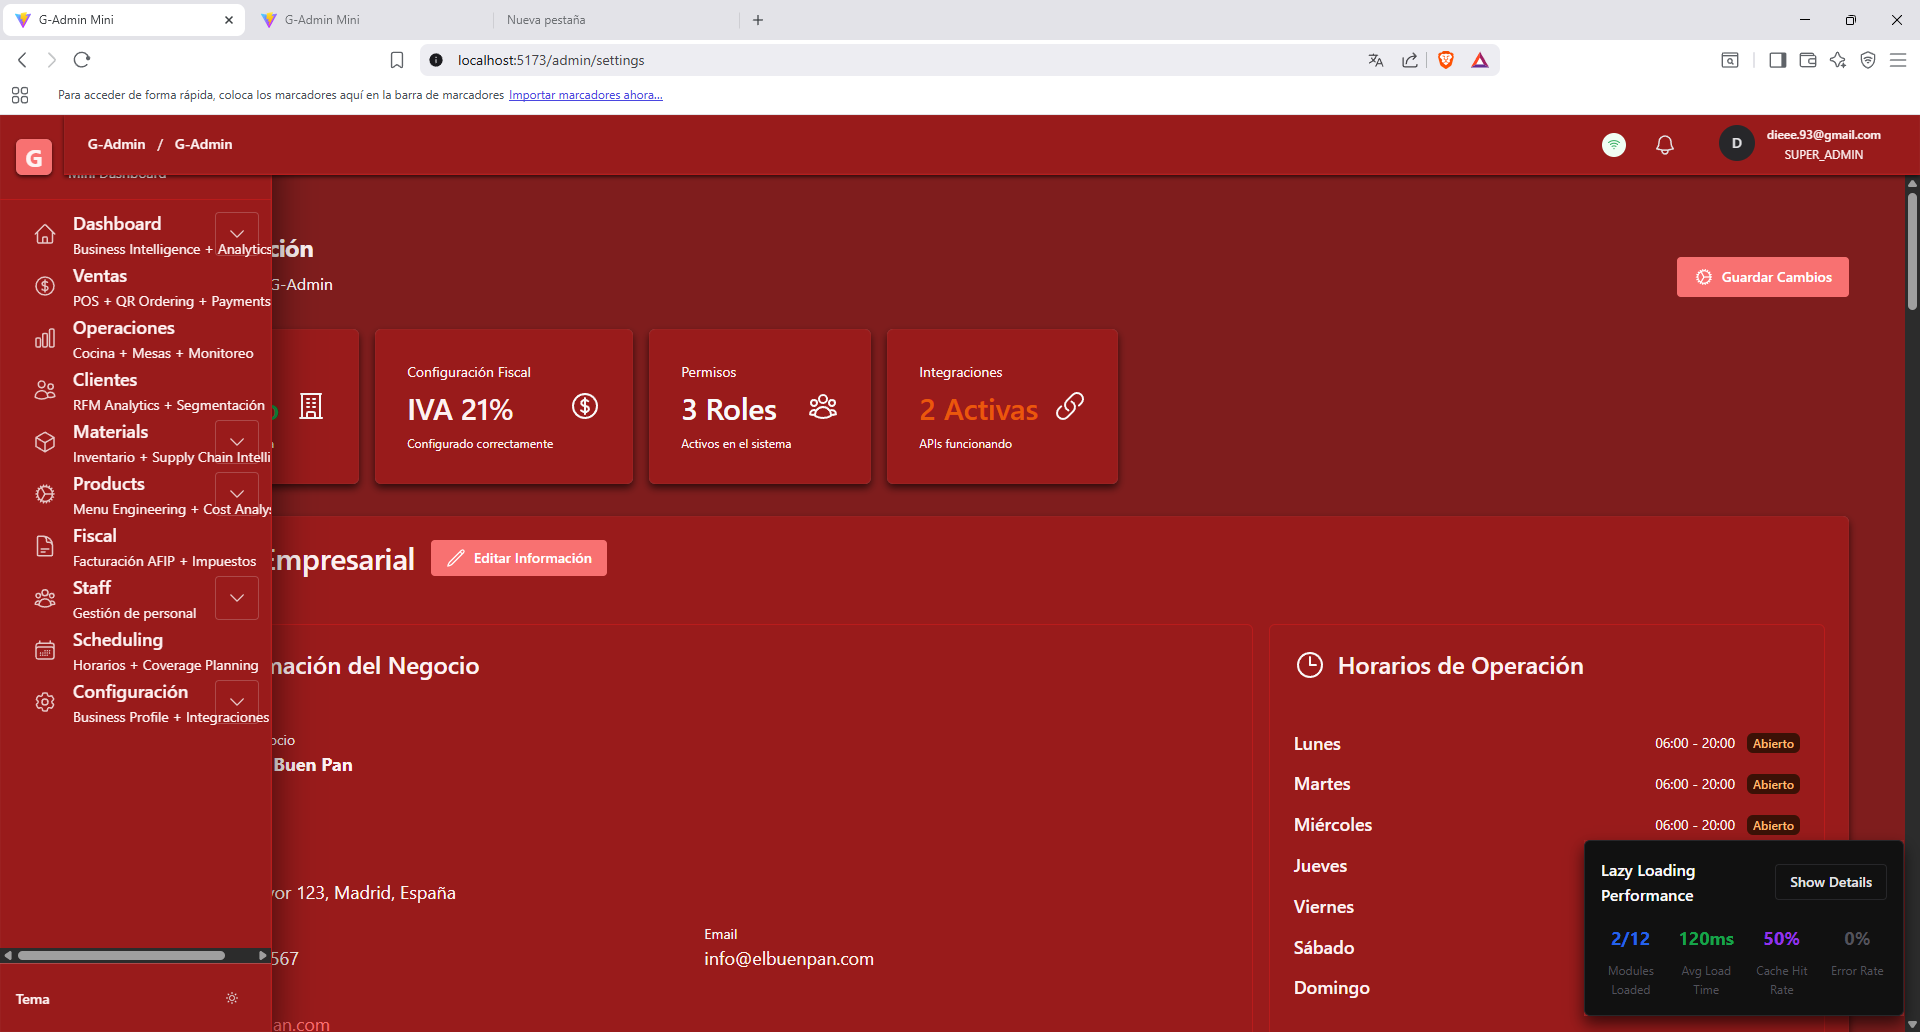 G-Admin Mini
G-Admin Mini
Nueva pestaña
localhost:5173/admin/settings
Para acceder de forma rápida, coloca los marcadores aquí en la barra de marcadores Importar marcadores ahora...
G
G-Admin / G-Admin
D
dieee.93@gmail.com
SUPER_ADMIN
Mini Dashboard
Dashboard
Business Intelligence + Analytics
Ventas
POS + QR Ordering + Payments
Operaciones
Cocina + Mesas + Monitoreo
Clientes
RFM Analytics + Segmentación
Materials
Inventario + Supply Chain Intelli
Products
Menu Engineering + Cost Analys
Fiscal
Facturación AFIP + Impuestos
Staff
Gestión de personal
Scheduling
Horarios + Coverage Planning
Configuración
Business Profile + Integraciones
Tema
ción
G-Admin
Guardar Cambios
Configuración Fiscal
IVA 21%
Configurado correctamente
Permisos
3 Roles
Activos en el sistema
Integraciones
2 Activas
APIs funcionando
Empresarial
Editar Información
mación del Negocio
ocio
Buen Pan
yor 123, Madrid, España
567
Email
info@elbuenpan.com
an.com
Horarios de Operación
Lunes 06:00 - 20:00 Abierto
Martes 06:00 - 20:00 Abierto
Miércoles 06:00 - 20:00 Abierto
Jueves
Viernes
Sábado
Domingo
Lazy Loading
Performance
Show Details
2/12 120ms 50% 0%
Modules Avg Load Cache Hit Error Rate
Loaded Time Rate